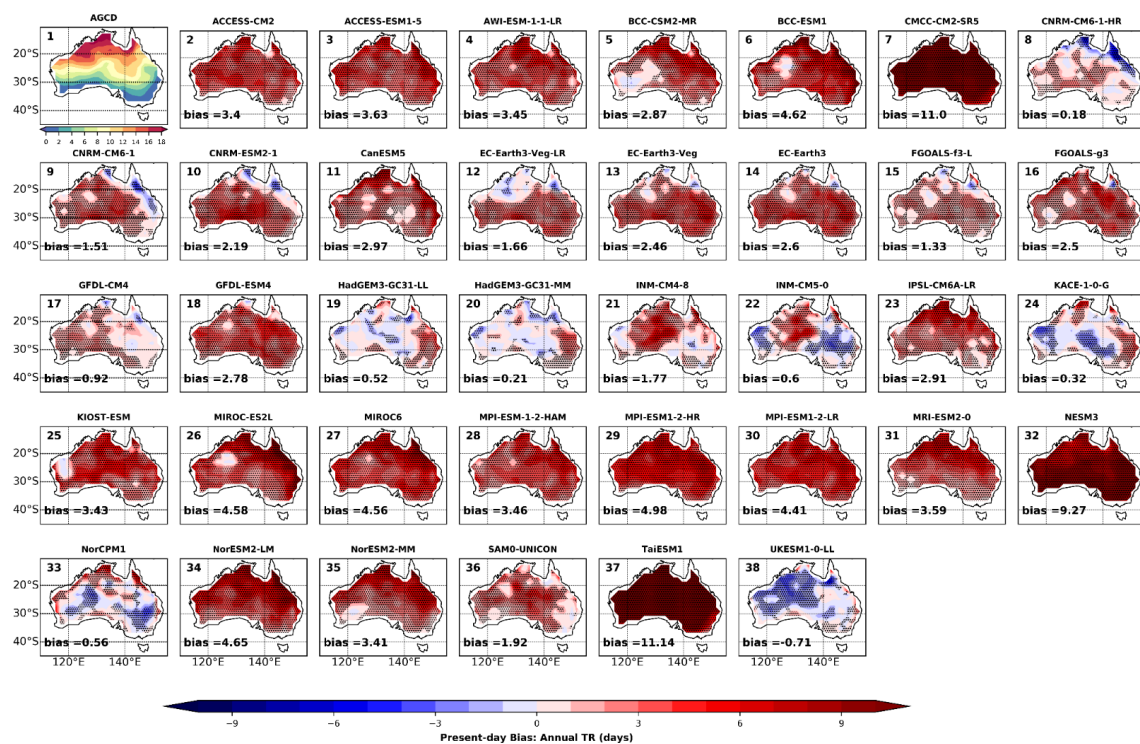 AGCD ACCESS-CM2 ACCESS-ESM1-5 AWI-ESM-1-1-LR BCC-CSM2-MR BCC-ESM1 CMCC-CM2-SR5 CNRM-CM6-1-HR
1 2 3 4 5 6 7 8
20°S
30°S
40°S
bias =3.4 bias =3.63 bias =3.45 bias =2.87 bias =4.62 bias =11.0 bias =0.18
0 2 4 6 8 10 12 14 16 18
CNRM-CM6-1 CNRM-ESM2-1 CanESM5 EC-Earth3-Veg-LR EC-Earth3-Veg EC-Earth3 FGOALS-f3-L FGOALS-g3
9 10 11 12 13 14 15 16
20°S
30°S
bias =1.51 bias =2.19 bias =2.97 bias =1.66 bias =2.46 bias =2.6 bias =1.33 bias =2.5
40°S
GFDL-CM4 GFDL-ESM4 HadGEM3-GC31-LL HadGEM3-GC31-MM INM-CM4-8 INM-CM5-0 IPSL-CM6A-LR KACE-1-0-G
17 18 19 20 21 22 23 24
20°S
30°S
bias =0.92 bias =2.78 bias =0.52 bias =0.21 bias =1.77 bias =0.6 bias =2.91 bias =0.32
40°S
KIOST-ESM MIROC-ES2L MIROC6 MPI-ESM-1-2-HAM MPI-ESM1-2-HR MPI-ESM1-2-LR MRI-ESM2-0 NESM3
25 26 27 28 29 30 31 32
20°S
30°S
bias =3.43 bias =4.58 bias =4.56 bias =3.46 bias =4.98 bias =4.41 bias =3.59 bias =9.27
40°S
NorCPM1 NorESM2-LM NorESM2-MM SAM0-UNICON TaiESM1 UKESM1-0-LL
33 34 35 36 37 38
20°S
30°S
bias =0.56 bias =4.65 bias =3.41 bias =1.92 bias =11.14 bias =-0.71
40°S
120°E 140°E 120°E 140°E 120°E 140°E 120°E 140°E 120°E 140°E 120°E 140°E
−9 −6 −3 0 3 6 9
Present-day Bias: Annual TR (days)